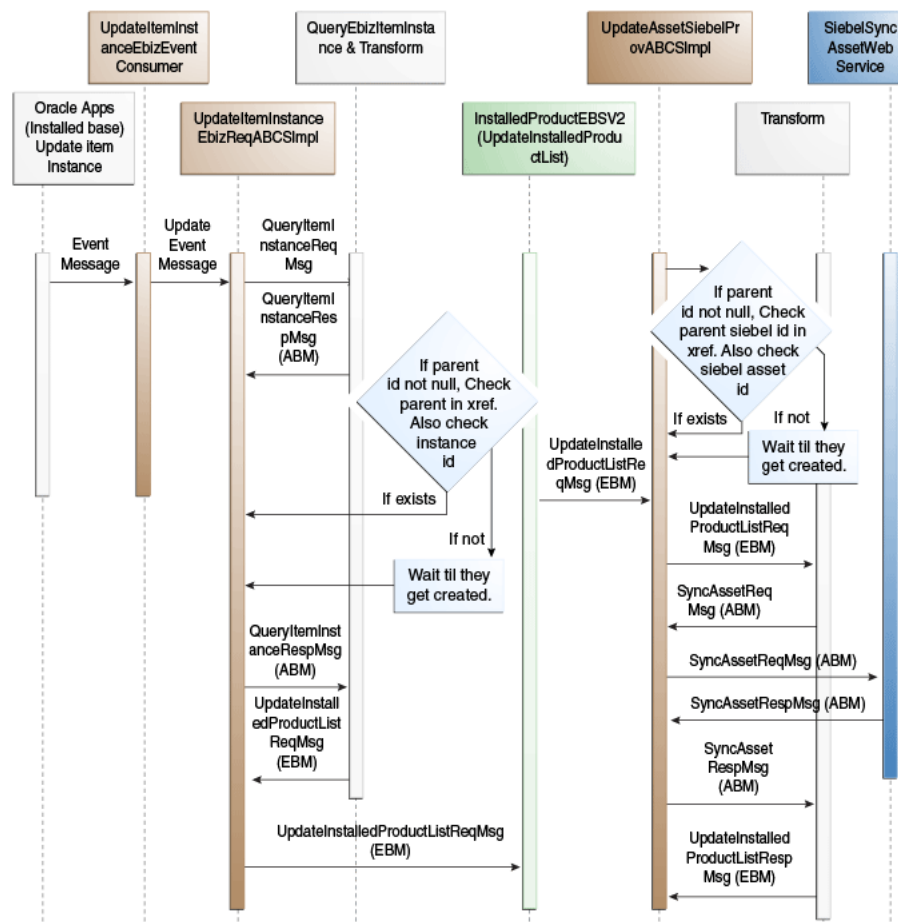 UpdateItemInst
anceEbizEvent
Consumer
QueryEbizItemInsta
nce & Transform
UpdateAssetSiebelPr
ovABCSImpl
SiebelSync
AssetWeb
Service
Oracle Apps
(Installed base)
Update item
Instance
UpdateItemInstance
EbizReqABCSImpl
InstalledProductEBSV2
(UpdateInstalledProdu
ctList)
Transform
Event
Message
Update
Event
Message
QueryItemI
nstanceReq
Msg
QueryItemI
nstanceRes
pMsg
(ABM)
If parent
id not null, Check
parent in xref.
Also check
instance
id
If exists
If not
Wait til they
get created.
QueryItemInst
anceRespMsg
(ABM)
UpdateInstall
edProductList
ReqMsg
(EBM)
UpdateInstalledProductListReqMsg
(EBM)
UpdateInstalle
dProductListRe
qMsg (EBM)
If parent
id not null, Check
parent siebel id in
xref. Also check
siebel asset
id
If exists
If not
Wait til they
get created.
UpdateInstalled
ProductListReq
Msg (EBM)
SyncAssetReq
Msg (ABM)
SyncAssetReqMsg (ABM)
SyncAssetRespMsg (ABM)
SyncAsset
RespMsg
(ABM)
UpdateInstalled
ProductListResp
Msg (EBM)